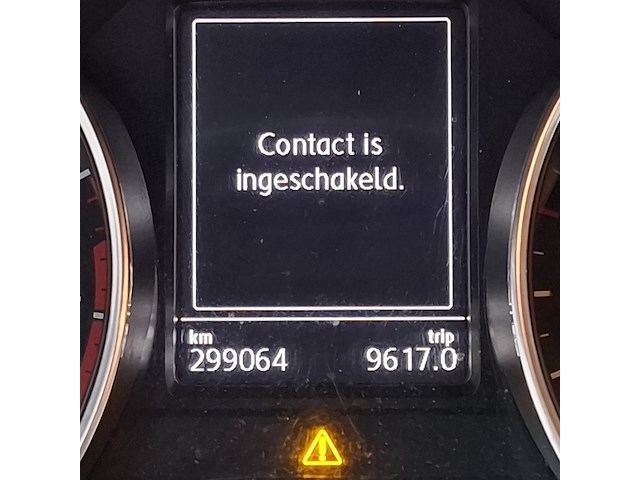 Contact is
ingeschakeld.
km trip
299064 9617.0